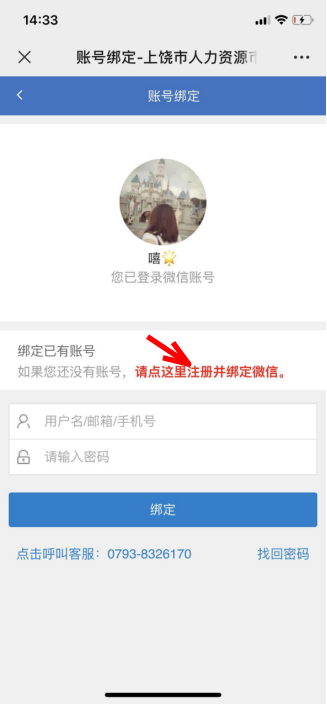 14:33
账号绑定-上饶市人力资源市
账号绑定
嘻🌟
您已登录微信账号
绑定已有账号
如果您还没有账号，请点这里注册并绑定微信。
用户名/邮箱/手机号
请输入密码
绑定
点击呼叫客服：0793-8326170 找回密码